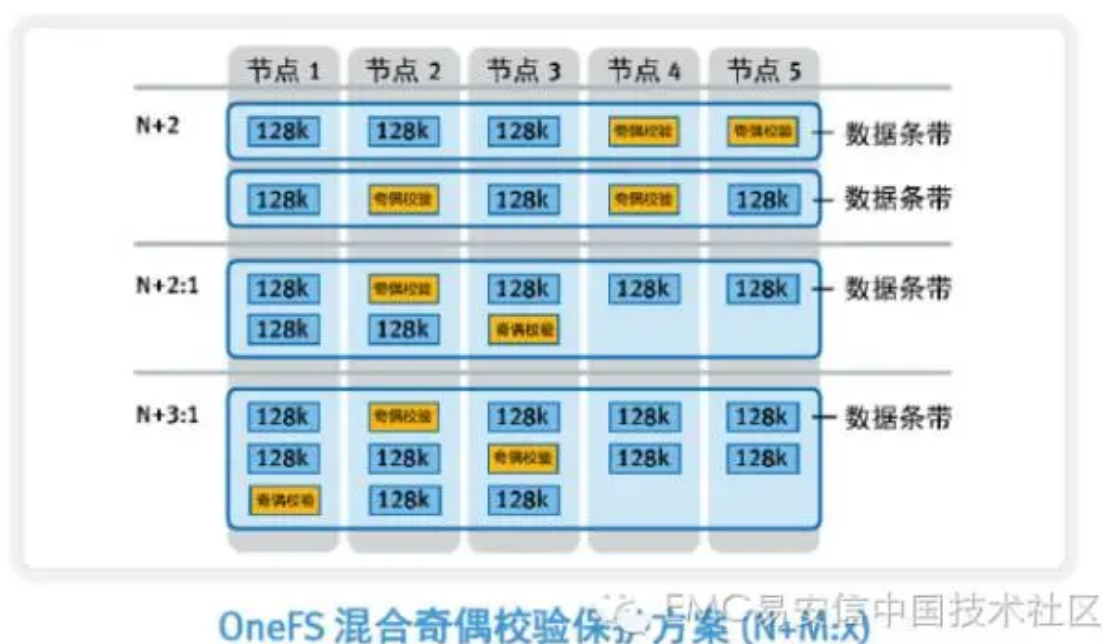 节点 1 节点 2 节点 3 节点 4 节点 5
N+2 128k 128k 128k 奇偶校验 奇偶校验 数据条带
128k 奇偶校验 128k 奇偶校验 128k 数据条带
N+2:1 128k 奇偶校验 128k 128k 128k 数据条带
128k 128k 奇偶校验
N+3:1 128k 奇偶校验 128k 128k 128k 数据条带
128k 128k 奇偶校验 128k 128k
奇偶校验 128k 128k
OneFS 混合奇偶校验保护方案 (N+M:x)
EMC易安信中国技术社区